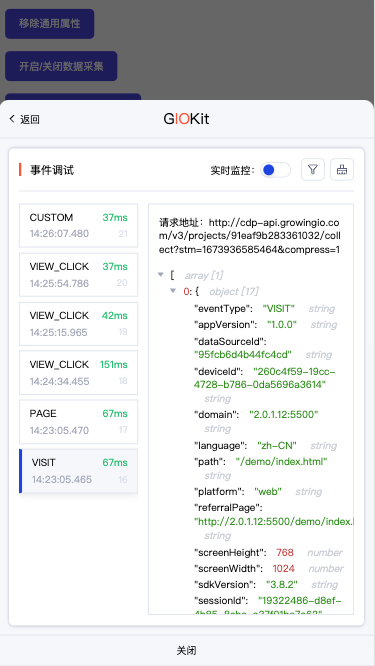 移除通用属性
开启/关闭数据采集
返回
GIOKit
事件调试
实时监控:
CUSTOM 37ms
14:26:07.480 21
VIEW_CLICK 37ms
14:25:54.786 20
VIEW_CLICK 42ms
14:25:15.965 19
VIEW_CLICK 151ms
14:24:34.455 18
PAGE 67ms
14:23:05.470 17
VISIT 67ms
14:23:05.465 16
请求地址: http://cdp-api.growingio.co
m/v3/projects/91eaf9b283361032/coll
ect?stm=1673936585464&compress=1
[ array [1]
0: { object [17]
"eventType": "VISIT" string
"appVersion": "1.0.0" string
"dataSourceId":
"95fcb6d4b44fc4cd" string
"deviceId": "260c4f59-19cc-
4728-b786-0da5696a3614"
string
"domain": "2.0.1.12:5500"
string
"language": "zh-CN" string
"path": "/demo/index.html"
string
"platform": "web" string
"referralPage":
"http://2.0.1.12:5500/demo/index.l
string
"screenHeight": 768 number
"screenWidth": 1024 number
"sdkVersion": "3.8.2" string
"sessionId": "19322486-d8ef-
关闭